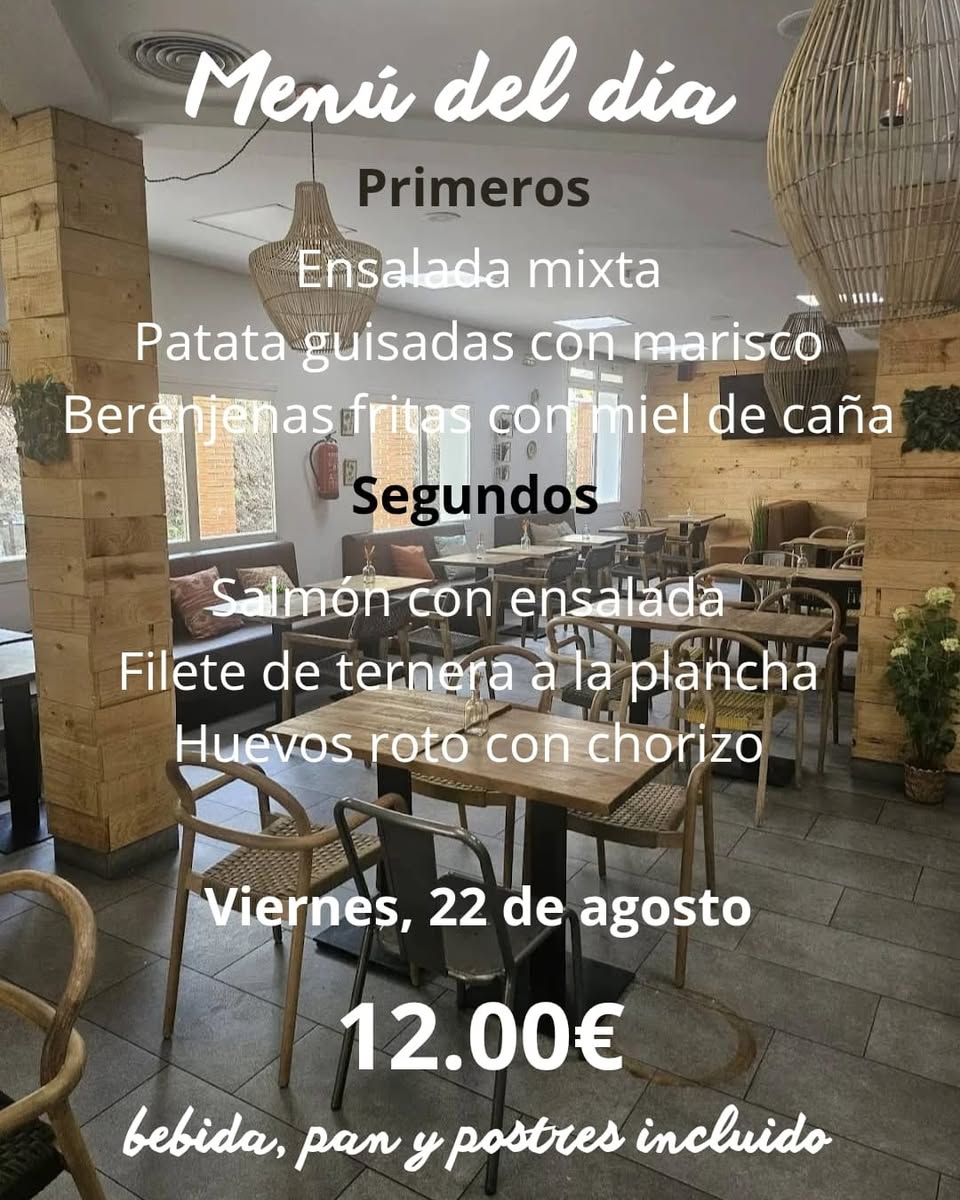 Menú del día
Primeros
Ensalada mixta
Patata guisadas con marisco
Berenjenas fritas con miel de caña
Segundos
Salmón con ensalada
Filete de ternera a la plancha
Huevos roto con chorizo
Viernes, 22 de agosto
12.00€
bebida, pan y postres incluido